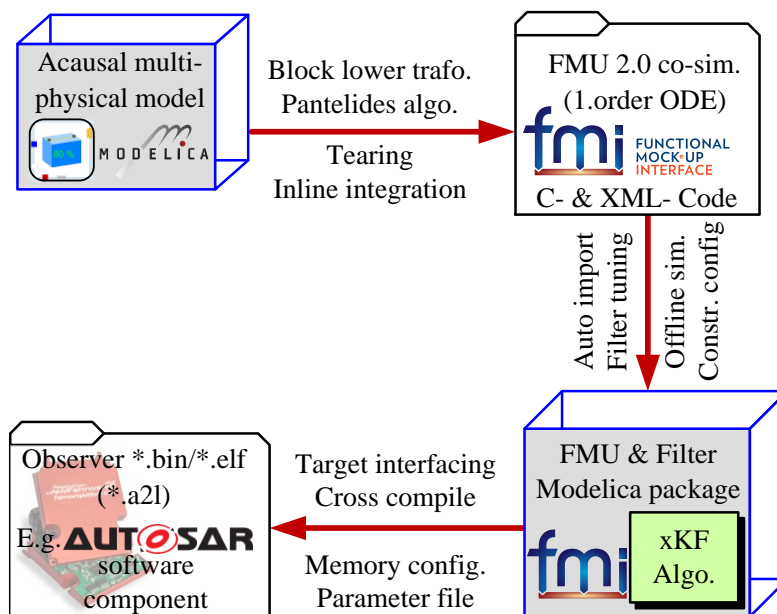 Acausal multi-
physical model
80 %
MODELICA
Block lower trafo.
Pantelides algo.
Tearing
Inline integration
FMU 2.0 co-sim.
(1.order ODE)
fmi FUNCTIONAL
MOCK-UP
INTERFACE
C- & XML- Code
Auto import
Filter tuning
Offline sim.
Constr. config
FMU & Filter
Modelica package
fmi
xKF
Algo.
Target interfacing
Cross compile
Memory config.
Parameter file
Observer *.bin/*.elf
(*.a2l)
E.g. AUTOSAR
software
component